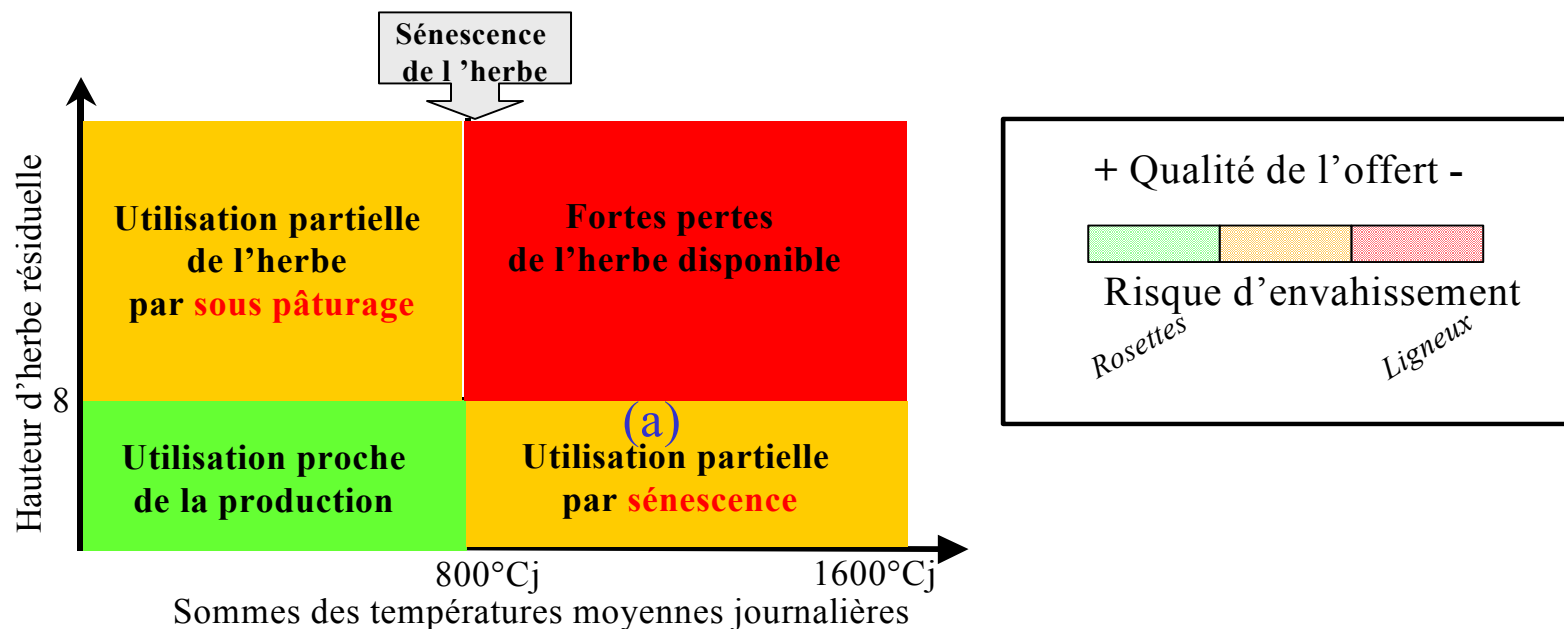 Sénescence
de l ’herbe
Hauteur d’herbe résiduelle
8
Utilisation partielle
de l’herbe
par sous pâturage
Fortes pertes
de l’herbe disponible
(a)
Utilisation proche
de la production
Utilisation partielle
par sénescence
800°Cj
1600°Cj
Sommes des températures moyennes journalières
+ Qualité de l’offert -
Risque d’envahissement
Rosettes
Ligneux